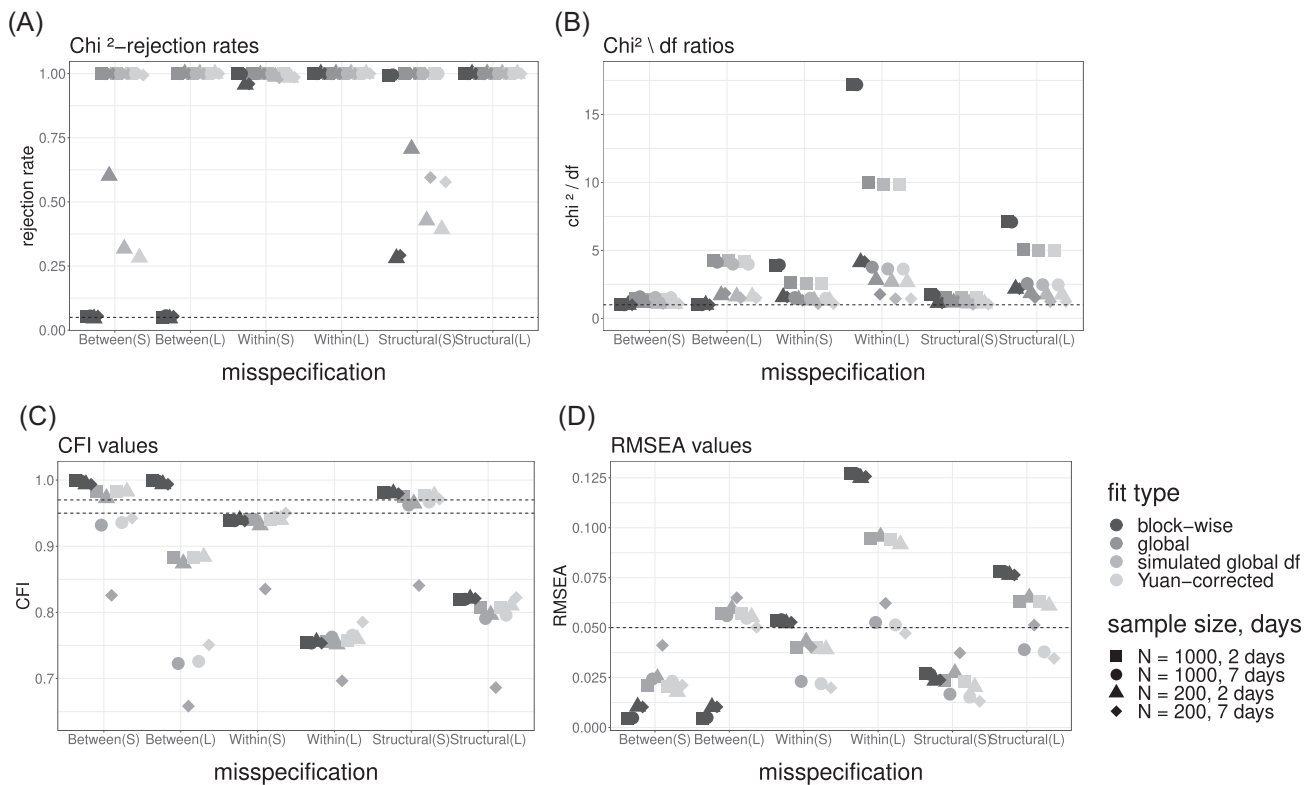 (A)
Chi ²−rejection rates
1.00
0.75
0.50
0.25
0.00
rejection rate
Between(S) Between(L) Within(S) Within(L) Structural(S)Structural(L)
misspecification
(B)
Chi² \ df ratios
15
10
5
0
chi ² / df
Between(S) Between(L) Within(S) Within(L) Structural(S) Structural(L)
misspecification
(C)
CFI values
1.0
0.9
0.8
0.7
CFI
Between(S) Between(L) Within(S) Within(L) Structural(S) Structural(L)
misspecification
(D)
RMSEA values
0.125
0.100
0.075
0.050
0.025
0.000
RMSEA
Between(S) Between(L) Within(S) Within(L) Structural(S)Structural(L)
misspecification
fit type
block−wise
global
simulated global df
Yuan−corrected
sample size, days
N = 1000, 2 days
N = 1000, 7 days
N = 200, 2 days
N = 200, 7 days